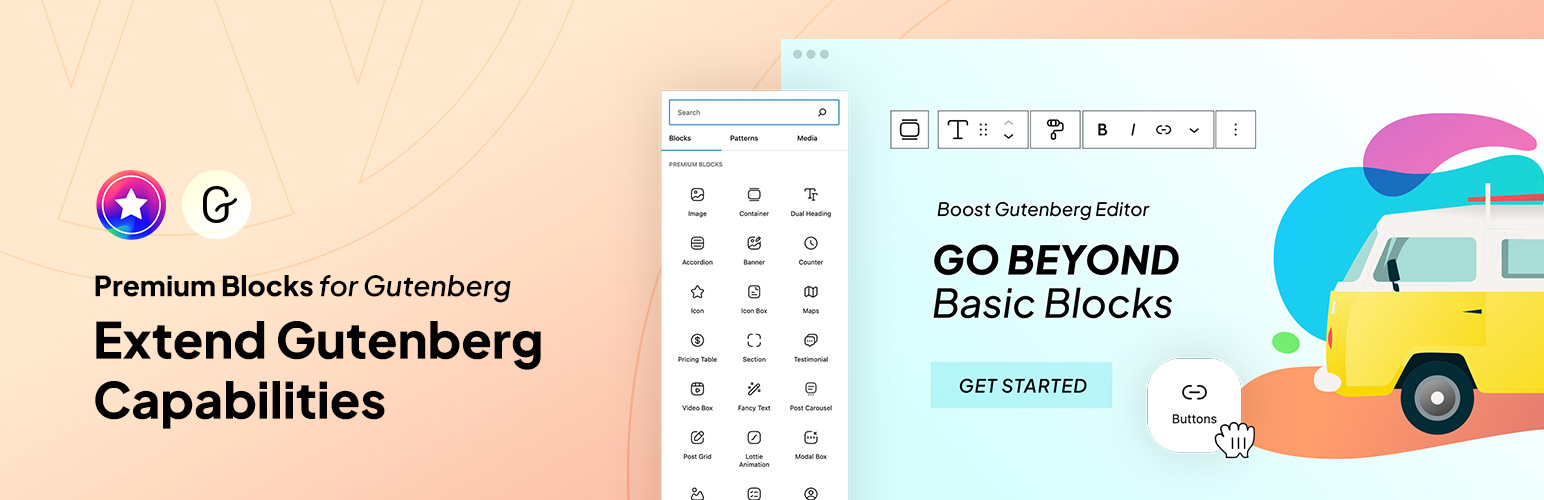 Premium Blocks for Gutenberg
Extend Gutenberg
Capabilities
Search
Blocks Patterns Media
PREMIUM BLOCKS
Image Container Dual Heading
Accordion Banner Counter
Icon Icon Box Maps
Pricing Table Section Testimonial
Video Box Fancy Text Post Carousel
Post Grid Lottie Animation Modal Box
B I
Boost Gutenberg Editor
GO BEYOND
Basic Blocks
GET STARTED
Buttons